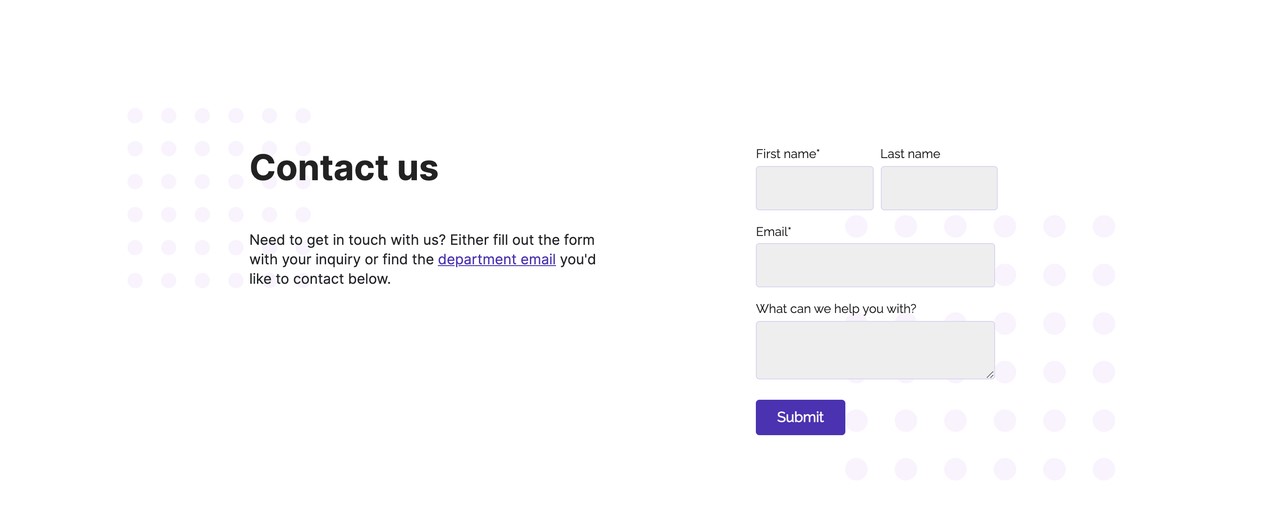 Contact us
Need to get in touch with us? Either fill out the form
with your inquiry or find the department email you'd
like to contact below.
First name*
Last name
Email*
What can we help you with?
Submit